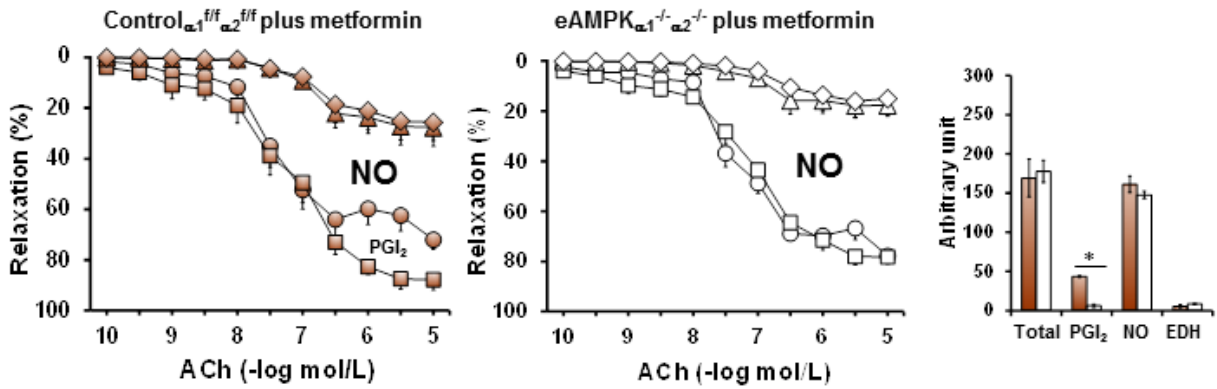 Controlα1f/fα2f/f plus metformin
0
20
40
60
80
100
Relaxation (%)
NO
PGI2
10 9 8 7 6 5
ACh (-log mol/L)
eAMPKα1-/-α2-/- plus metformin
0
20
40
60
80
100
Relaxation (%)
NO
10 9 8 7 6 5
ACh (-log mol/L)
300
250
200
150
100
50
0
Arbitrary unit
*
Total PGI2 NO EDH